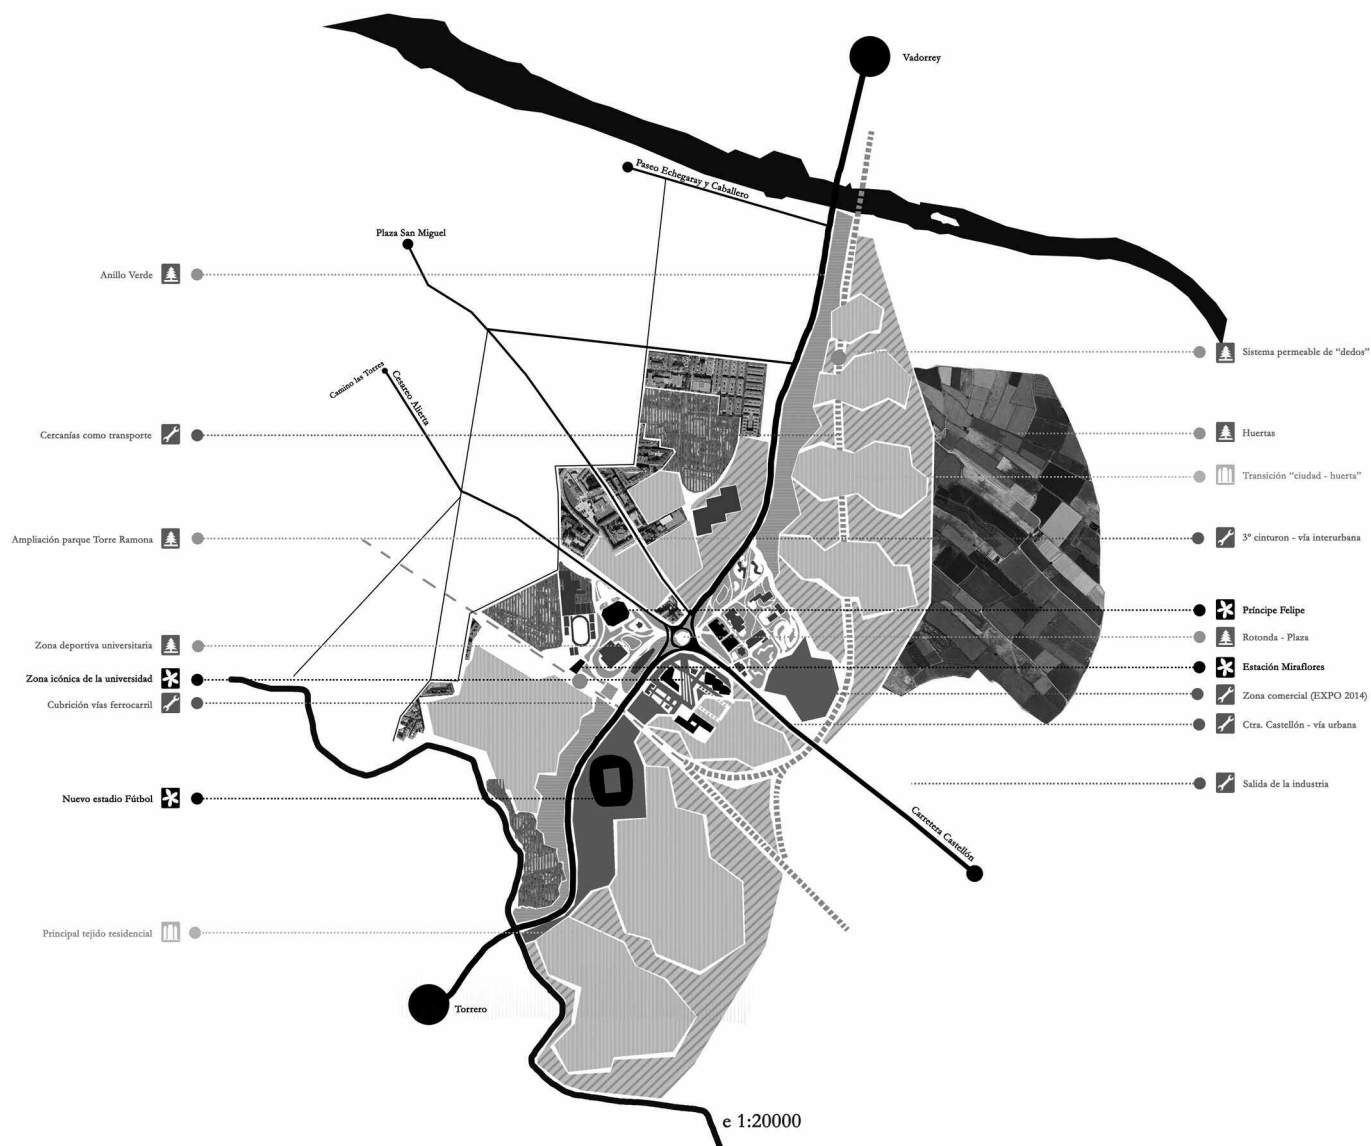 Vadorrey
Paseo Echegaray y Caballero
Plaza San Miguel
Anillo Verde
Sistema permeable de “dedos”
Camino las Torres
Cesareo Alierta
Cercanías como transporte
Huertas
Transición “ciudad - huerta”
Ampliación parque Torre Ramona
3º cinturon - vía interurbana
Príncipe Felipe
Zona deportiva universitaria
Rotonda - Plaza
Estación Miraflores
Zona icónica de la universidad
Zona comercial (EXPO 2014)
Cubrición vías ferrocarril
Ctra. Castellón - vía urbana
Salida de la industria
Nuevo estadio Fútbol
Carretera Castellón
Principal tejido residencial
Torrero
e 1:20000